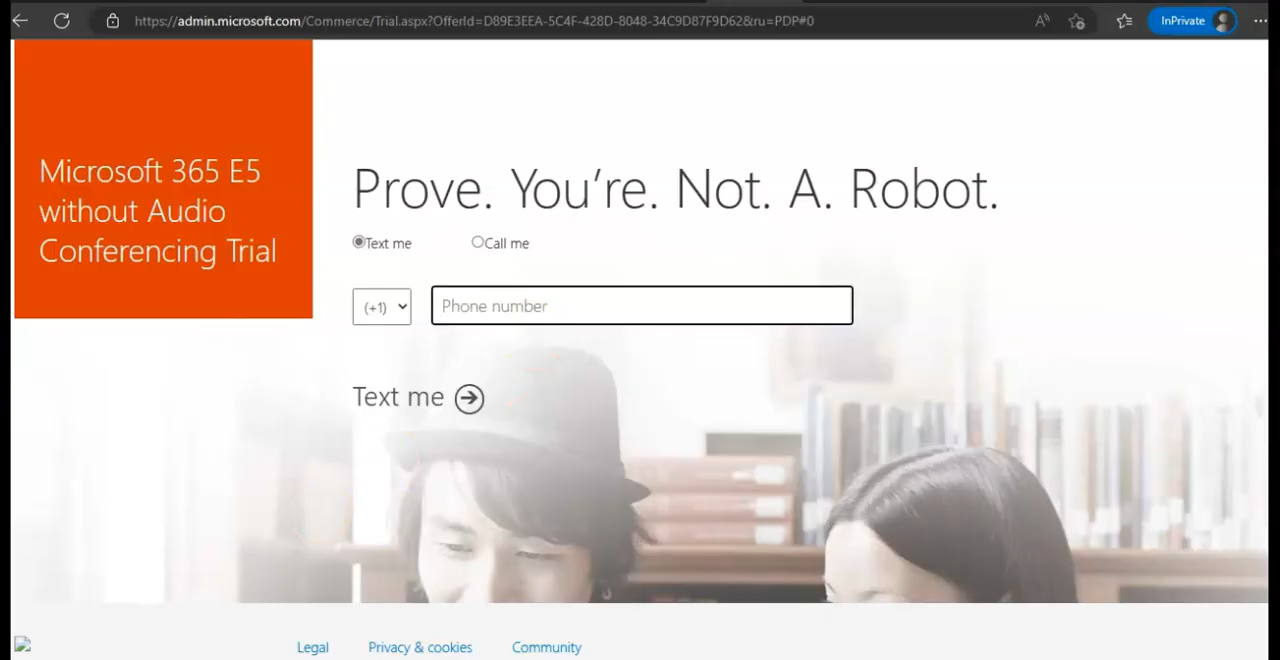 https://admin.microsoft.com/Commerce/Trial.aspx?OfferId=D89E3EEA-5C4F-428D-8048-34C9D87F9D62&ru=PDP#0
InPrivate
Microsoft 365 E5
without Audio
Conferencing Trial
Prove. You're. Not. A. Robot.
Text me
Call me
(+1)
Phone number
Text me
Legal
Privacy & cookies
Community